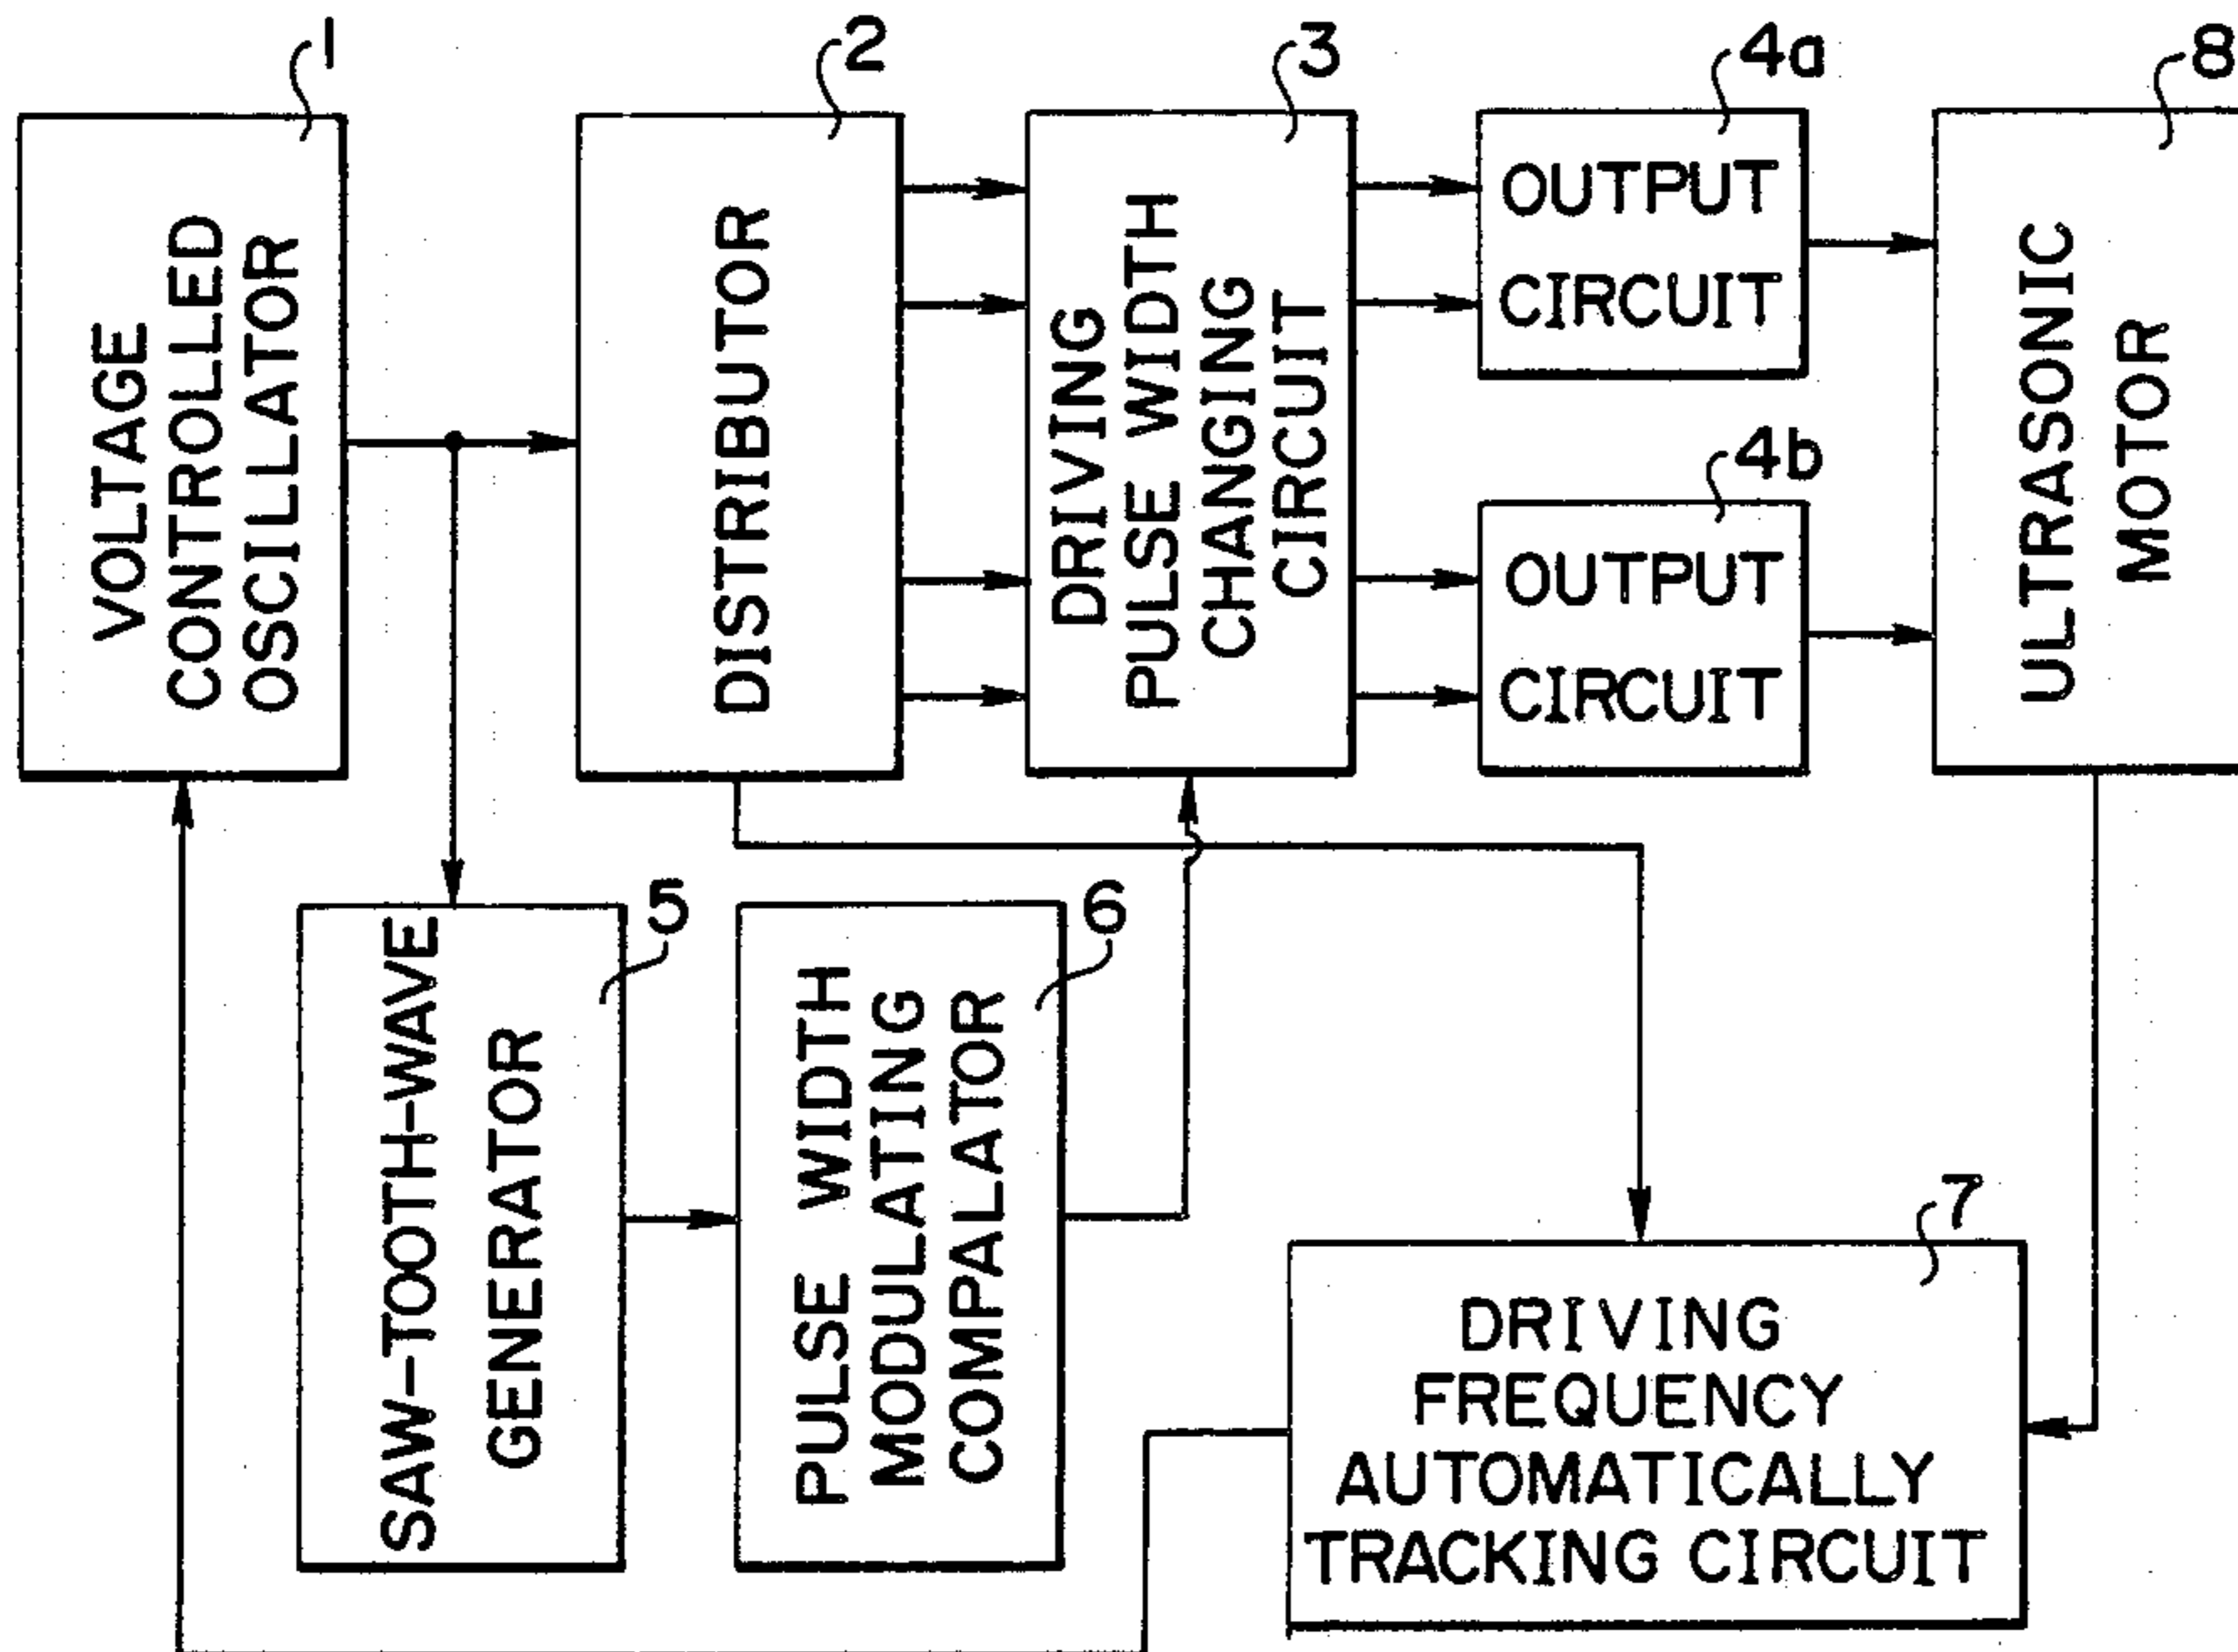 1
VOLTAGE
CONTROLLED
OSCILLATOR
2
DISTRIBUTOR
3
DRIVING
PULSE WIDTH
CHANGING
CIRCUIT
4a
OUTPUT
CIRCUIT
4b
OUTPUT
CIRCUIT
8
ULTRASONIC
MOTOR
5
SAW-TOOTH-WAVE
GENERATOR
6
PULSE WIDTH
MODULATING
COMPALATOR
7
DRIVING
FREQUENCY
AUTOMATICALLY
TRACKING CIRCUIT